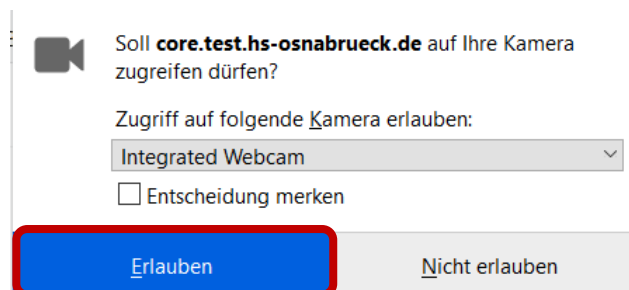 Soll core.test.hs-osnabrueck.de auf Ihre Kamera
zugreifen dürfen?
Zugriff auf folgende Kamera erlauben:
Integrated Webcam
Entscheidung merken
Erlauben
Nicht erlauben